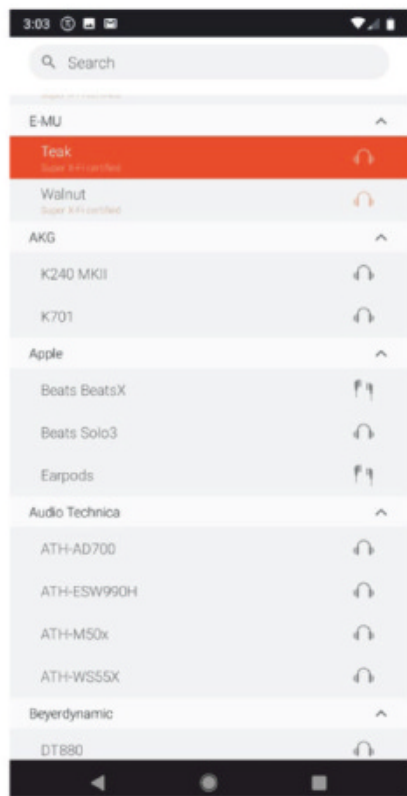 3:03
Search
E-MU
Teak
Super X-Fi certified
Walnut
Super X-Fi certified
AKG
K240 MKII
K701
Apple
Beats BeatsX
Beats Solo3
Earpods
Audio Technica
ATH-AD700
ATH-ESW990H
ATH-M50x
ATH-WS55X
Beyerdynamic
DT880